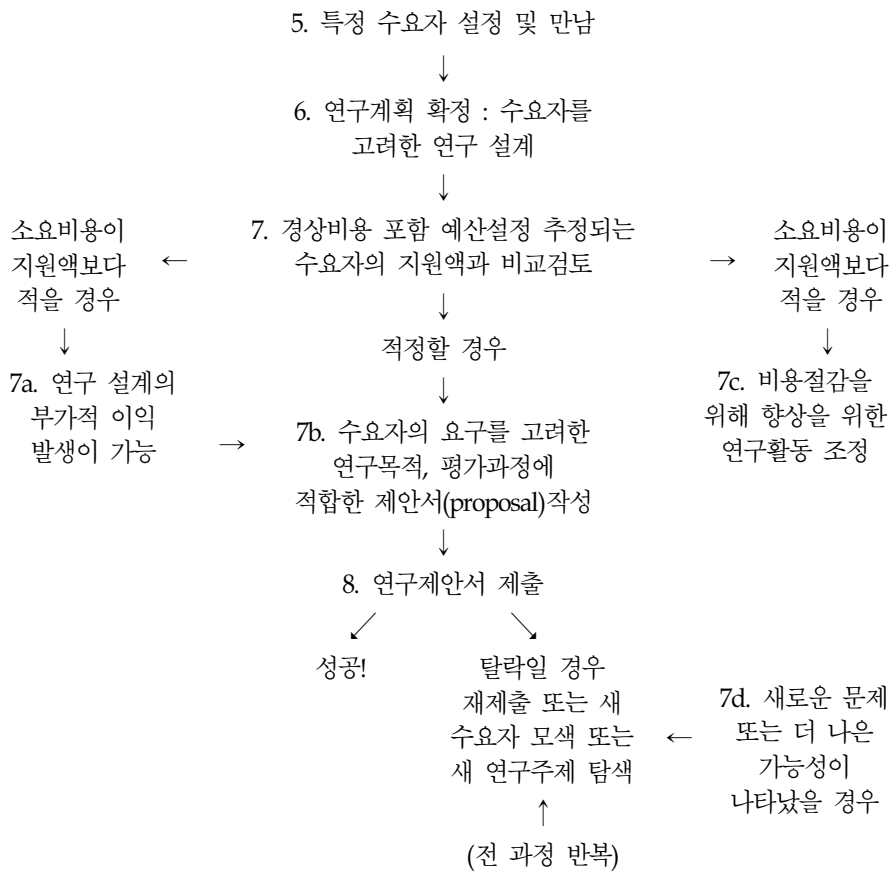 5. 특정 수요자 설정 및 만남
↓
6. 연구계획 확정 : 수요자를
고려한 연구 설계
↓
소요비용이
지원액보다
적을 경우
←
7. 경상비용 포함 예산설정 추정되는
수요자의 지원액과 비교검토
→
소요비용이
지원액보다
적을 경우
↓
↓
↓
적정할 경우
↓
7a. 연구 설계의
부가적 이익
발생이 가능
→
7b. 수요자의 요구를 고려한
연구목적, 평가과정에
적합한 제안서(proposal)작성
7c. 비용절감을
위해 향상을 위한
연구활동 조정
↓
8. 연구제안서 제출
↙ ↘
성공!
탈락일 경우
재제출 또는 새
수요자 모색 또는
새 연구주제 탐색
←
7d. 새로운 문제
또는 더 나은
가능성이
나타났을 경우
↑
(전 과정 반복)